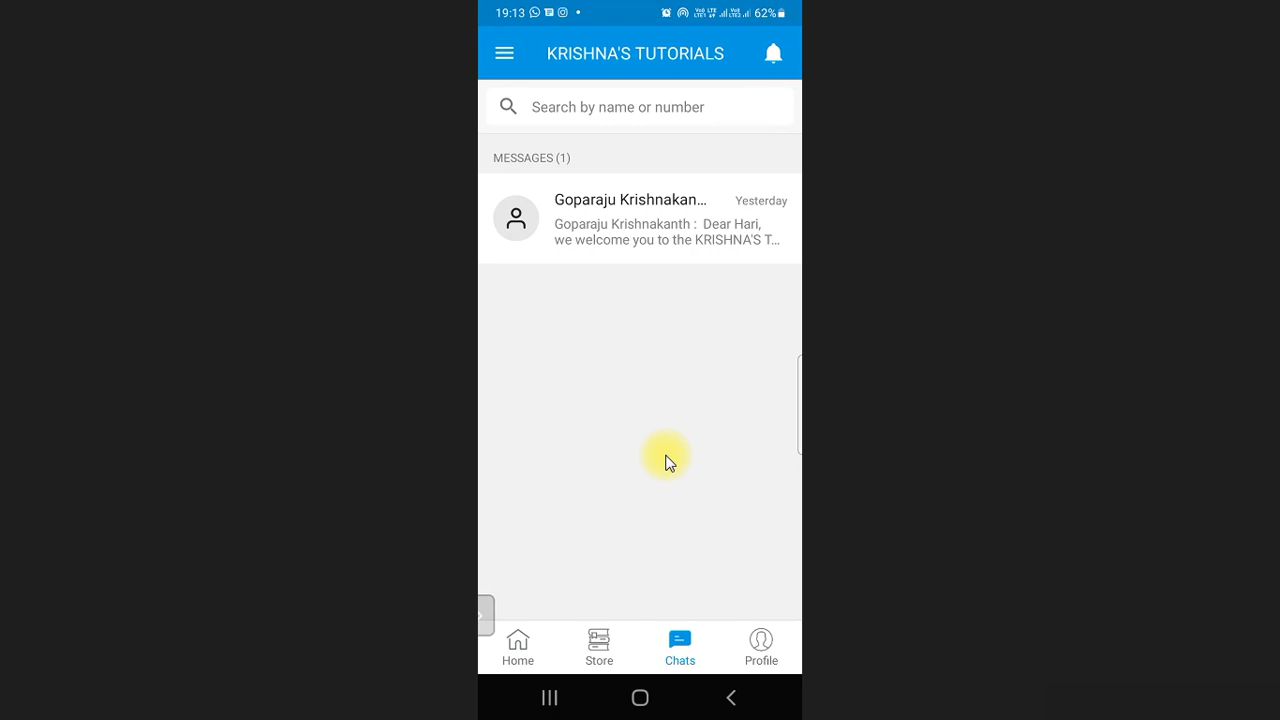 19:13 62%
KRISHNA'S TUTORIALS
Search by name or number
MESSAGES (1)
Goparaju Krishnakan... Yesterday
Goparaju Krishnakanth : Dear Hari,
we welcome you to the KRISHNA'S T...
Home Store Chats Profile